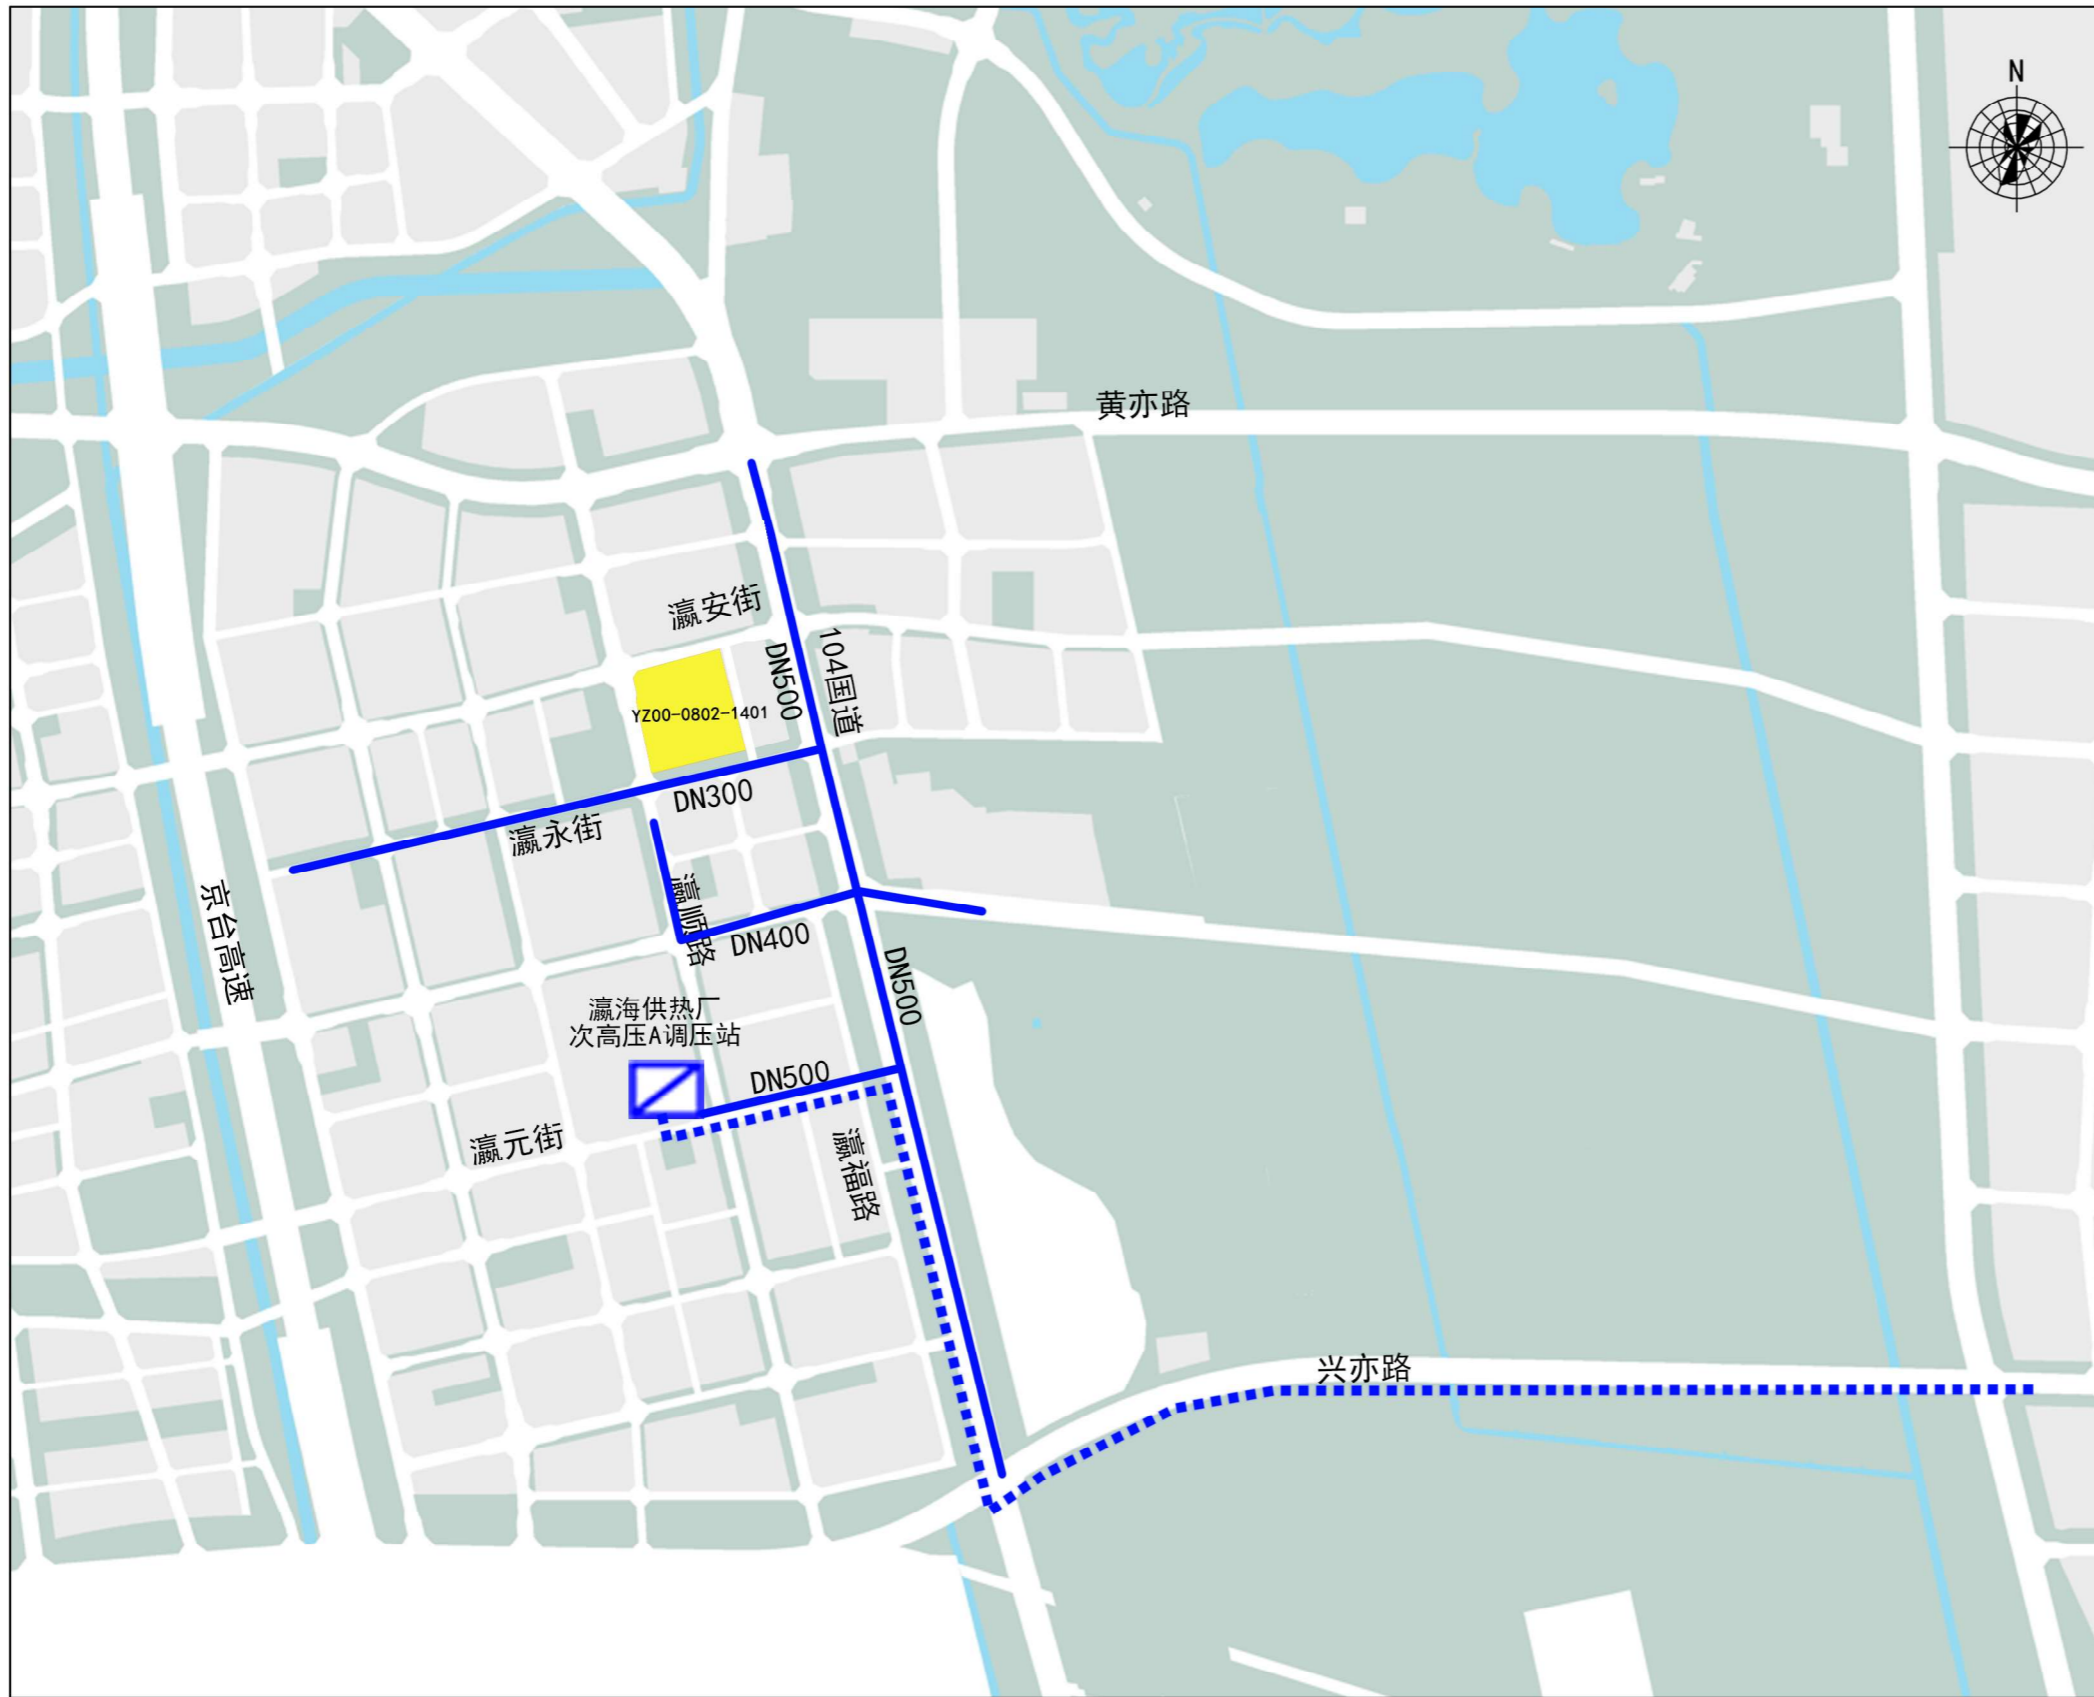 N
黄亦路
瀛安街
104国道
DN500
YZ00-0802-1401
DN300
瀛永街
瀛顺路
京台高速
DN400
DN500
瀛海供热厂
次高压A调压站
DN500
瀛元街
瀛福路
兴亦路